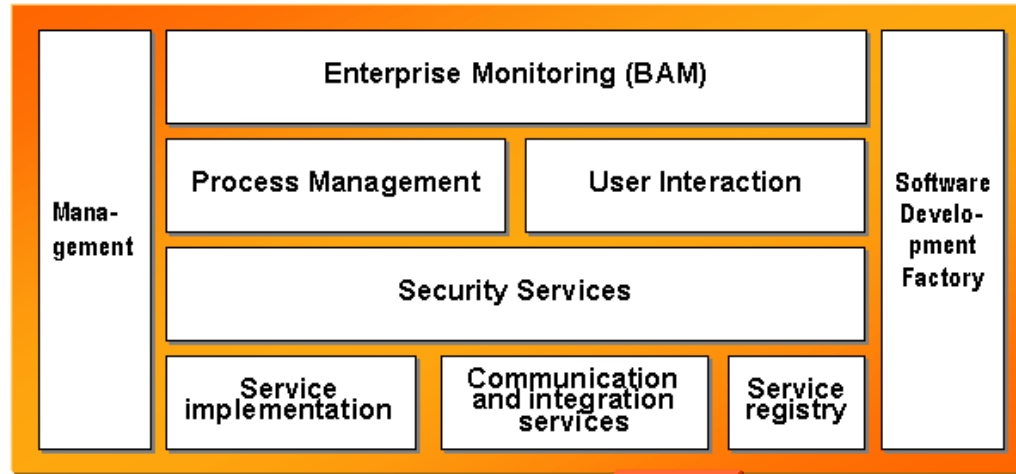 Enterprise Monitoring (BAM)
Process Management
User Interaction
Mana-
gement
Software
Develo-
pment
Factory
Security Services
Service
implementation
Communication
and integration
services
Service
registry